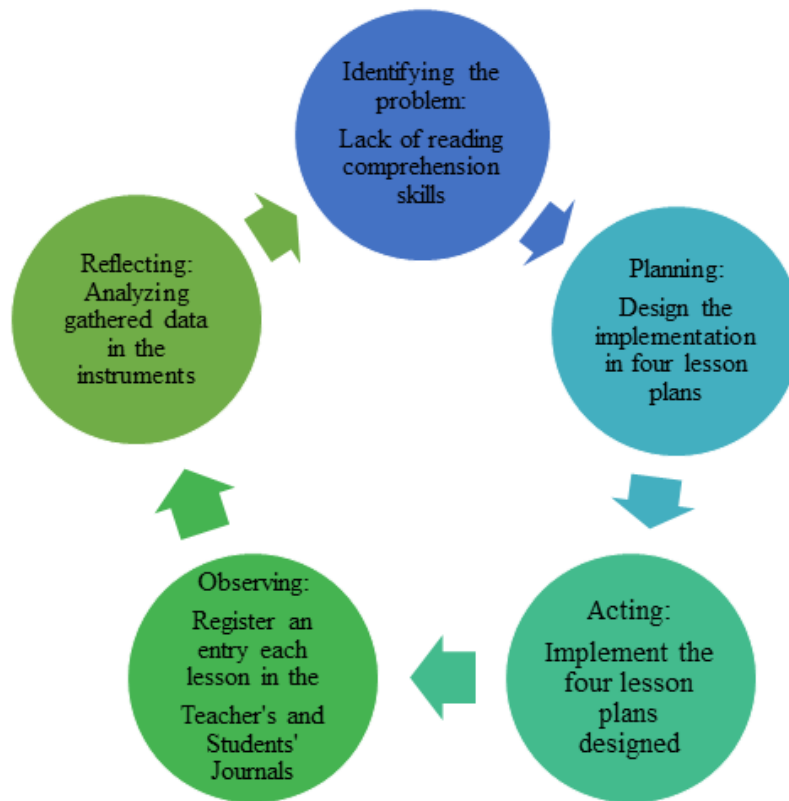 Identifying the
problem:
Lack of reading
comprehension
skills
Planning:
Design the
implementation
in four lesson
plans
Acting:
Implement the
four lesson
plans
designed
Observing:
Register an
entry each
lesson in the
Teacher's and
Students'
Journals
Reflecting:
Analyzing
gathered data
in the
instruments